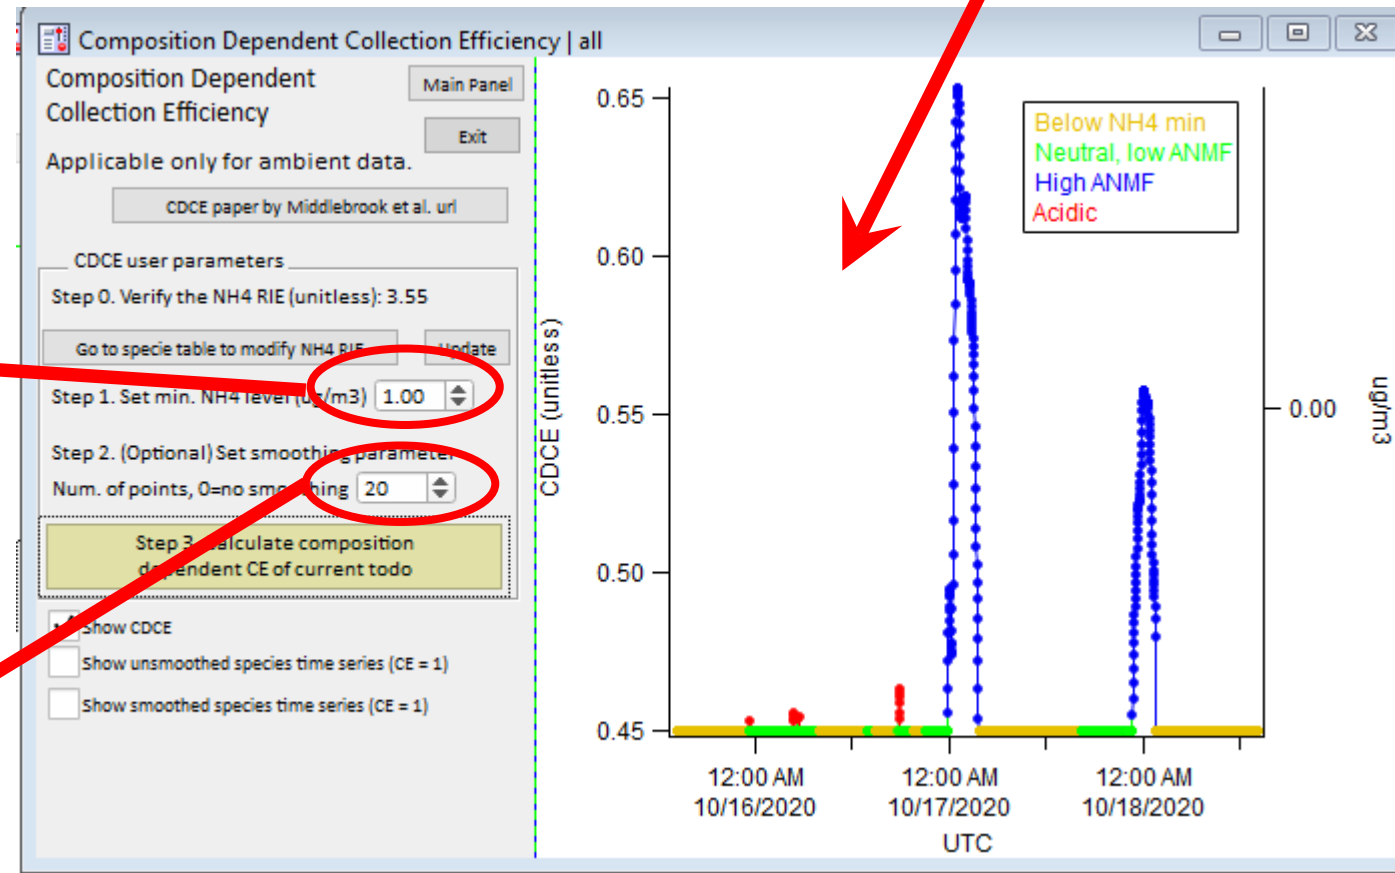 Composition Dependent Collection Efficiency | all
Composition Dependent
Collection Efficiency
Main Panel
Exit
Applicable only for ambient data.
CDCE paper by Middlebrook et al. url
CDCE user parameters
Step 0. Verify the NH4 RIE (unitless): 3.55
Go to specie table to modify NH4 RIE
Update
Step 1. Set min. NH4 level (ug/m3) 1.00
Step 2. (Optional) Set smoothing parameter
Num. of points, 0=no smoothing 20
Step 3. Calculate composition
dependent CE of current todo
Show CDCE
Show unsmoothed species time series (CE = 1)
Show smoothed species time series (CE = 1)
CDCE (unitless)
0.65
0.60
0.55
0.50
0.45
Below NH4 min
Neutral, low ANMF
High ANMF
Acidic
0.00
ug/m3
12:00 AM
10/16/2020
12:00 AM
10/17/2020
12:00 AM
10/18/2020
UTC